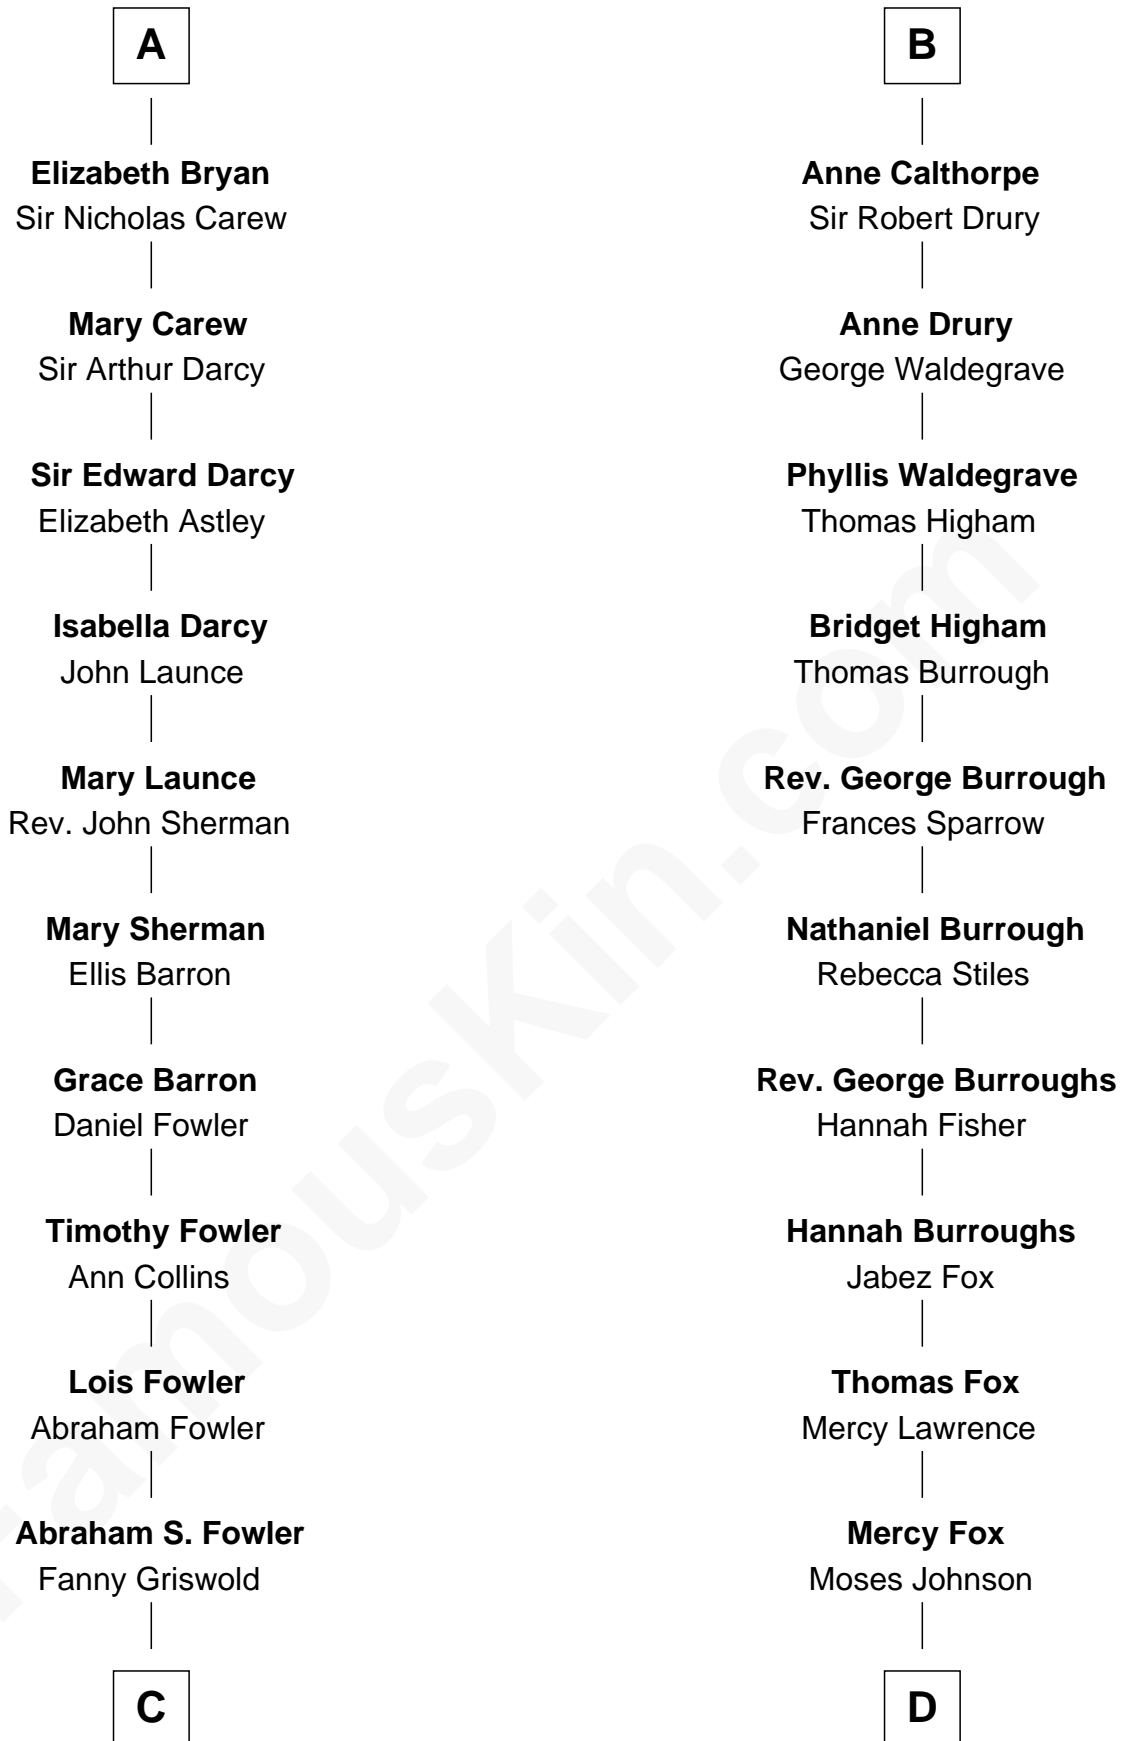 A
Elizabeth Bryan
Sir Nicholas Carew
Mary Carew
Sir Arthur Darcy
Sir Edward Darcy
Elizabeth Astley
Isabella Darcy
John Launce
Mary Launce
Rev. John Sherman
Mary Sherman
Ellis Barron
Grace Barron
Daniel Fowler
Timothy Fowler
Ann Collins
Lois Fowler
Abraham Fowler
Abraham S. Fowler
Fanny Griswold
C
B
Anne Calthorpe
Sir Robert Drury
Anne Drury
George Waldegrave
Phyllis Waldegrave
Thomas Higham
Bridget Higham
Thomas Burrough
Rev. George Burrough
Frances Sparrow
Nathaniel Burrough
Rebecca Stiles
Rev. George Burroughs
Hannah Fisher
Hannah Burroughs
Jabez Fox
Thomas Fox
Mercy Lawrence
Mercy Fox
Moses Johnson
D
FamousKin.com